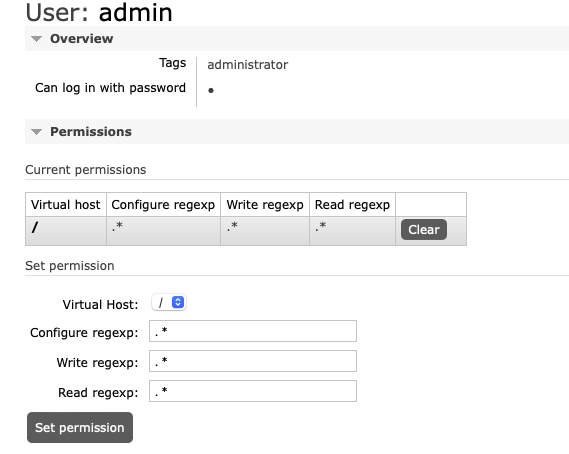 User: admin
Overview
Tags administrator
Can log in with password •
Permissions
Current permissions
Virtual host Configure regexp Write regexp Read regexp
/ .* .* .* Clear
Set permission
Virtual Host: /
Configure regexp: .*
Write regexp: .*
Read regexp: .*
Set permission